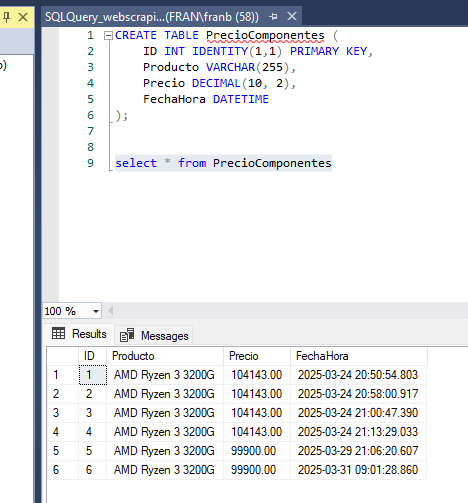 SQLQuery_webscrapi...(FRAN\franb (58))
1 CREATE TABLE PrecioComponentes (
2 ID INT IDENTITY(1,1) PRIMARY KEY,
3 Producto VARCHAR(255),
4 Precio DECIMAL(10, 2),
5 FechaHora DATETIME
6 );
7
8
9 select * from PrecioComponentes
100 %
Results Messages
ID Producto Precio FechaHora
1 1 AMD Ryzen 3 3200G 104143.00 2025-03-24 20:50:54.803
2 2 AMD Ryzen 3 3200G 104143.00 2025-03-24 20:58:00.917
3 3 AMD Ryzen 3 3200G 104143.00 2025-03-24 21:00:47.390
4 4 AMD Ryzen 3 3200G 104143.00 2025-03-24 21:13:29.033
5 5 AMD Ryzen 3 3200G 99900.00 2025-03-29 21:06:20.607
6 6 AMD Ryzen 3 3200G 99900.00 2025-03-31 09:01:28.860